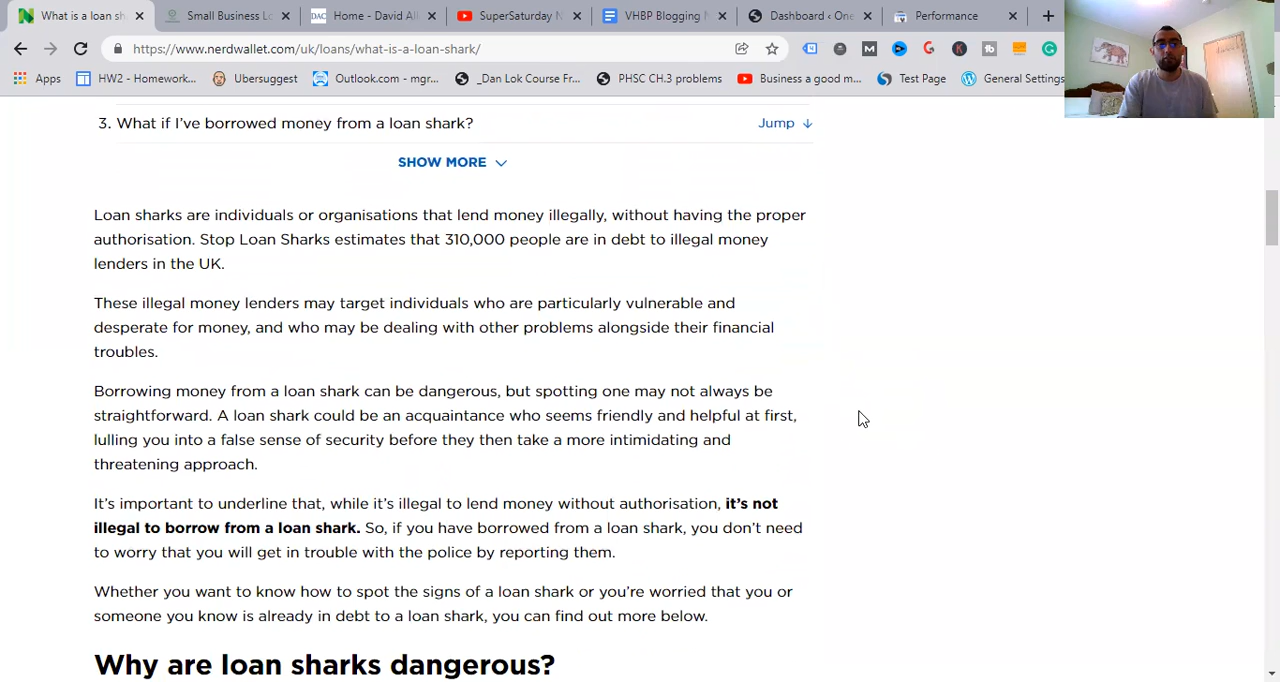 What is a loan sh
Small Business Lo
DAC Home - David All
SuperSaturday N
VHBP Blogging N
Dashboard ‹ One
Performance
https://www.nerdwallet.com/uk/loans/what-is-a-loan-shark/
Apps
HW2 - Homework...
Ubersuggest
Outlook.com - mgr...
_Dan Lok Course Fr...
PHSC CH.3 problems
Business a good m...
Test Page
General Settings
3. What if I’ve borrowed money from a loan shark?
Jump ↓
SHOW MORE
Loan sharks are individuals or organisations that lend money illegally, without having the proper
authorisation. Stop Loan Sharks estimates that 310,000 people are in debt to illegal money
lenders in the UK.
These illegal money lenders may target individuals who are particularly vulnerable and
desperate for money, and who may be dealing with other problems alongside their financial
troubles.
Borrowing money from a loan shark can be dangerous, but spotting one may not always be
straightforward. A loan shark could be an acquaintance who seems friendly and helpful at first,
lulling you into a false sense of security before they then take a more intimidating and
threatening approach.
It’s important to underline that, while it’s illegal to lend money without authorisation, it’s not
illegal to borrow from a loan shark. So, if you have borrowed from a loan shark, you don’t need
to worry that you will get in trouble with the police by reporting them.
Whether you want to know how to spot the signs of a loan shark or you’re worried that you or
someone you know is already in debt to a loan shark, you can find out more below.
Why are loan sharks dangerous?